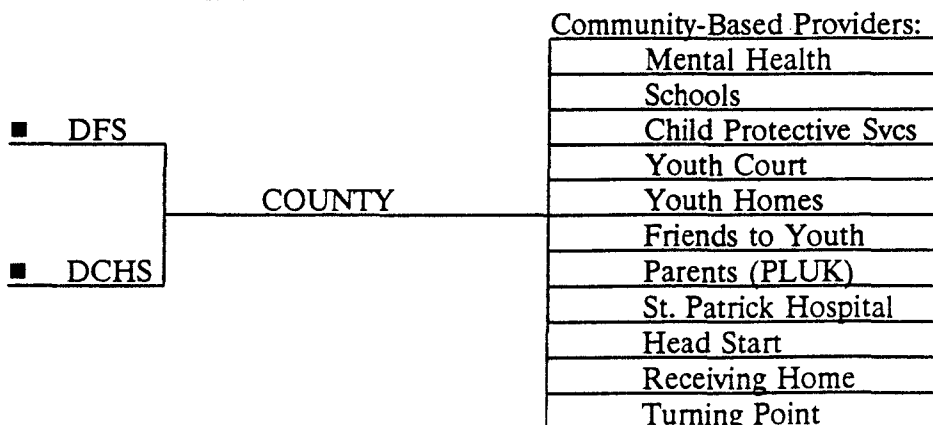 Community-Based Providers:
Mental Health
Schools
■ DFS
Child Protective Svcs
Youth Court
COUNTY
Youth Homes
Friends to Youth
■ DCHS
Parents (PLUK)
St. Patrick Hospital
Head Start
Receiving Home
Turning Point